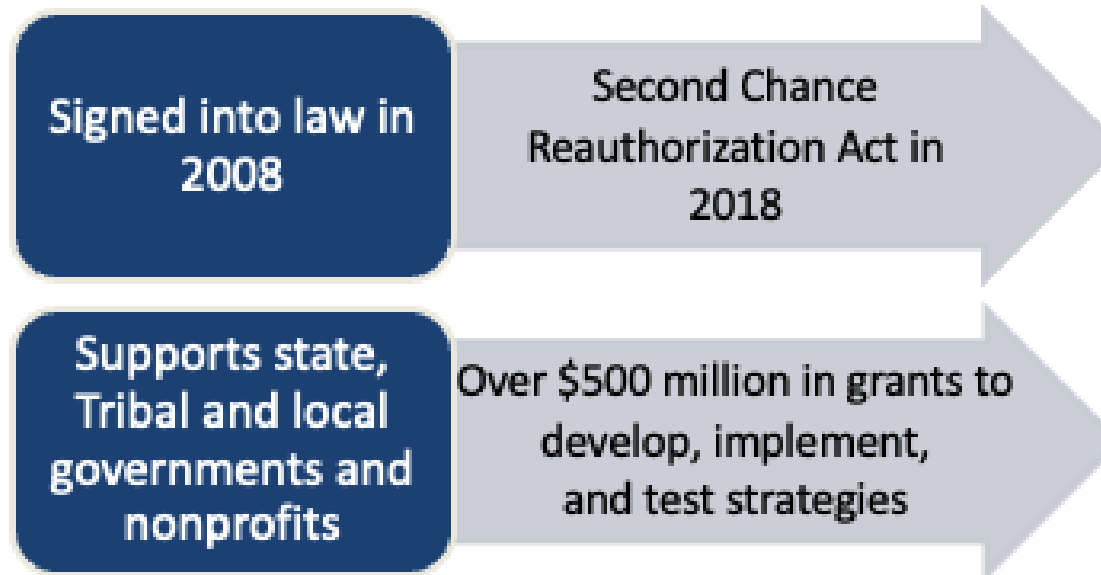 Signed into law in
2008
Second Chance
Reauthorization Act in
2018
Supports state,
Tribal and local
governments and
nonprofits
Over $500 million in grants to
develop, implement,
and test strategies